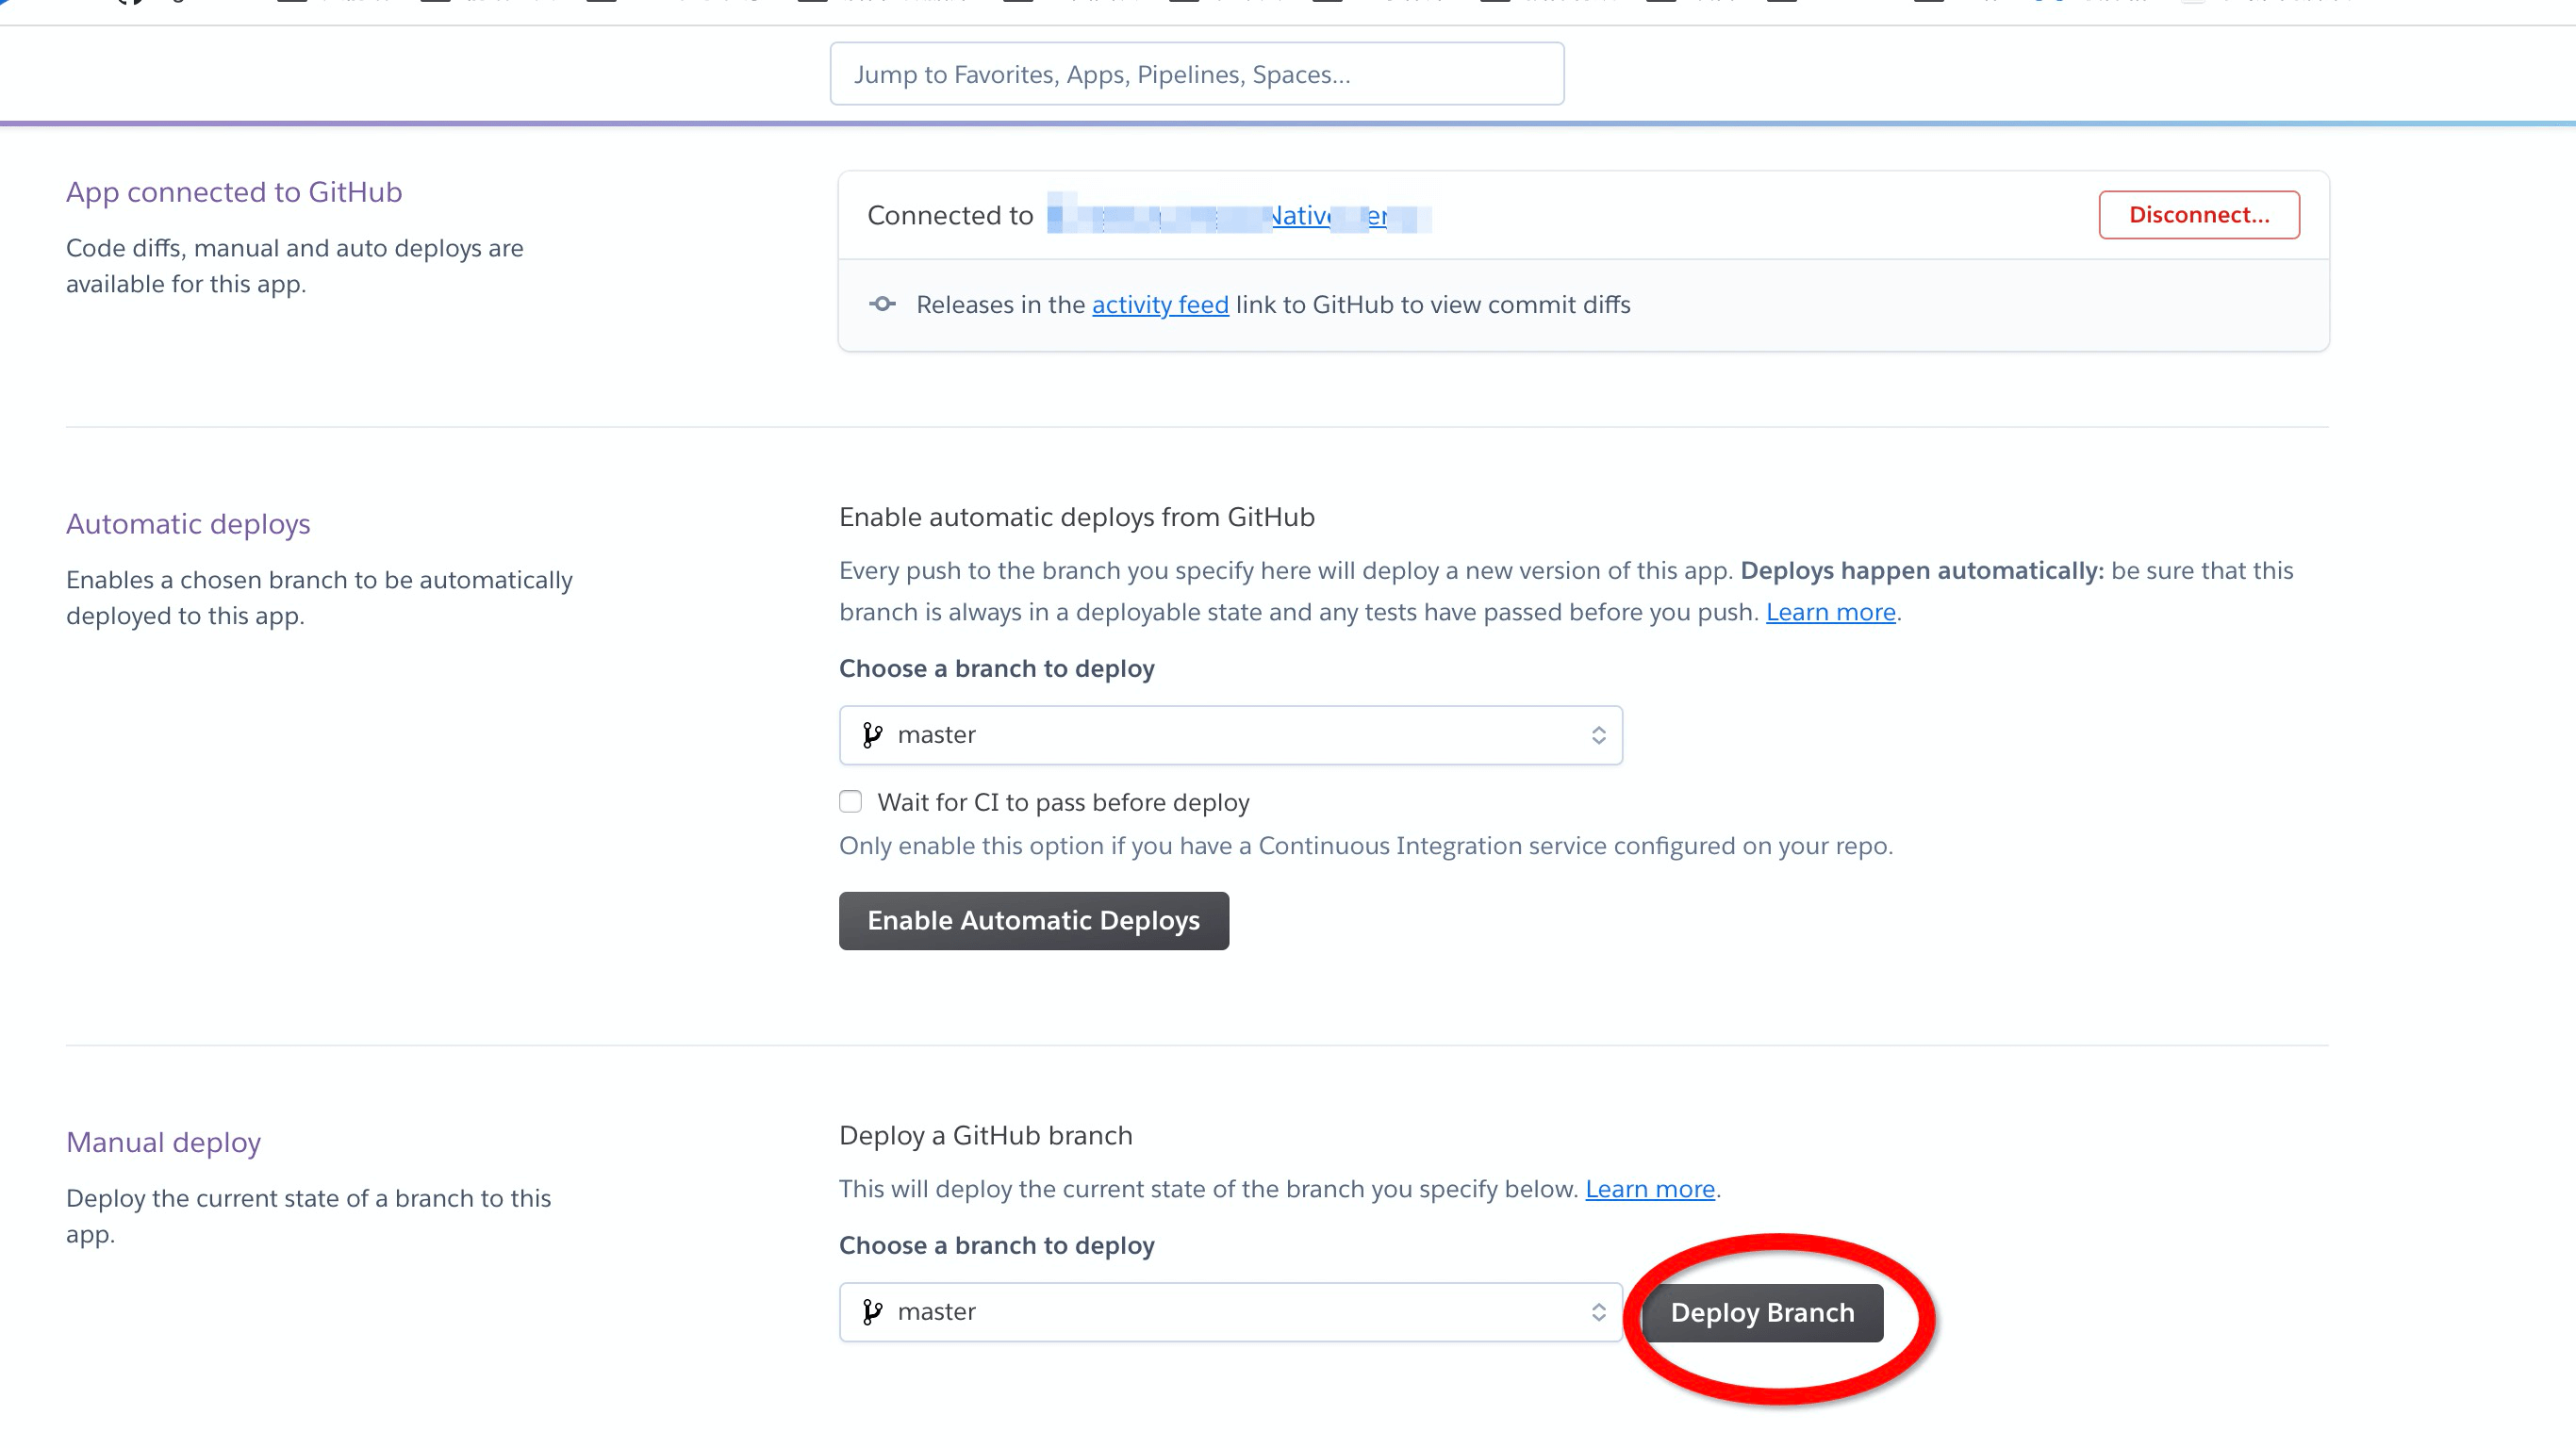 Jump to Favorites, Apps, Pipelines, Spaces...
App connected to GitHub
Code diffs, manual and auto deploys are
available for this app.
Connected to
Disconnect...
Releases in the activity feed link to GitHub to view commit diffs
Automatic deploys
Enables a chosen branch to be automatically
deployed to this app.
Enable automatic deploys from GitHub
Every push to the branch you specify here will deploy a new version of this app. Deploys happen automatically: be sure that this
branch is always in a deployable state and any tests have passed before you push. Learn more.
Choose a branch to deploy
master
Wait for CI to pass before deploy
Only enable this option if you have a Continuous Integration service configured on your repo.
Enable Automatic Deploys
Manual deploy
Deploy the current state of a branch to this
app.
Deploy a GitHub branch
This will deploy the current state of the branch you specify below. Learn more.
Choose a branch to deploy
master
Deploy Branch